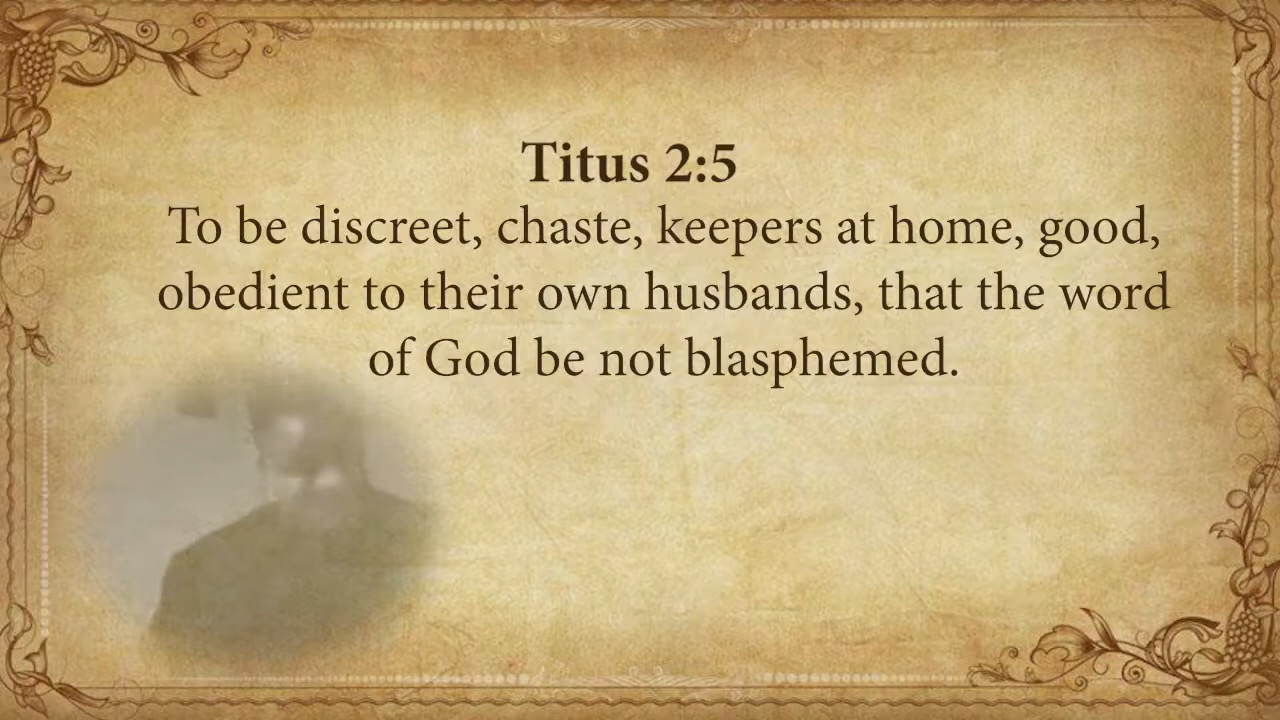 Titus 2:5
To be discreet, chaste, keepers at home, good,
obedient to their own husbands, that the word
of God be not blasphemed.